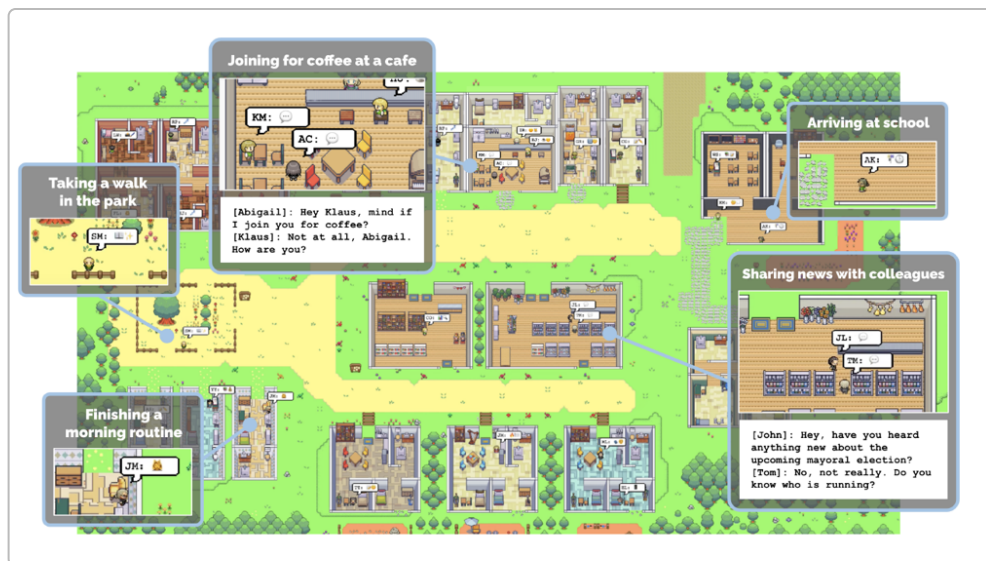 Joining for coffee at a cafe
KM:
AC:
[Abigail]: Hey Klaus, mind if
I join you for coffee?
[Klaus]: Not at all, Abigail.
How are you?
Arriving at school
AK:
Taking a walk
in the park
SM:
Sharing news with colleagues
JL:
TM:
[John]: Hey, have you heard
anything new about the
upcoming mayoral election?
[Tom]: No, not really. Do you
know who is running?
Finishing a
morning routine
JM: